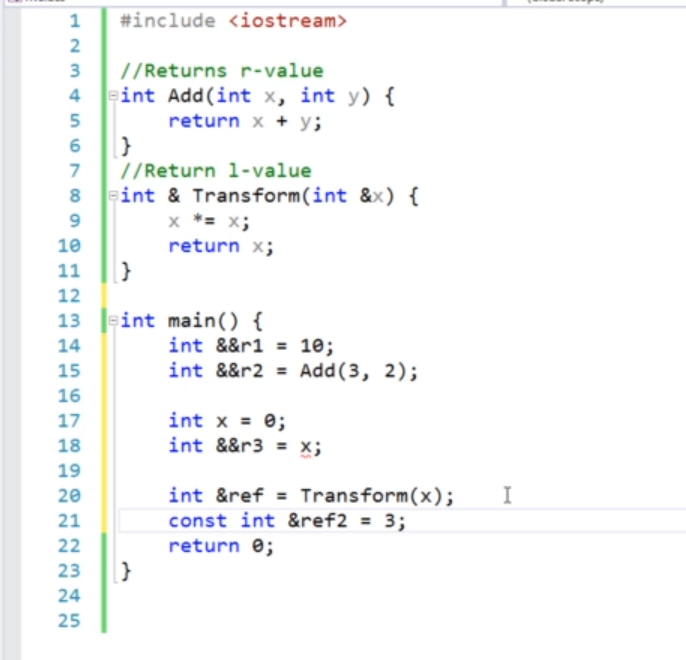 1 #include <iostream>
2
3 //Returns r-value
4 int Add(int x, int y) {
5     return x + y;
6 }
7 //Return l-value
8 int & Transform(int &x) {
9     x *= x;
10     return x;
11 }
12
13 int main() {
14     int &&r1 = 10;
15     int &&r2 = Add(3, 2);
16
17     int x = 0;
18     int &&r3 = x;
19
20     int &ref = Transform(x);
21     const int &ref2 = 3;
22     return 0;
23 }
24
25